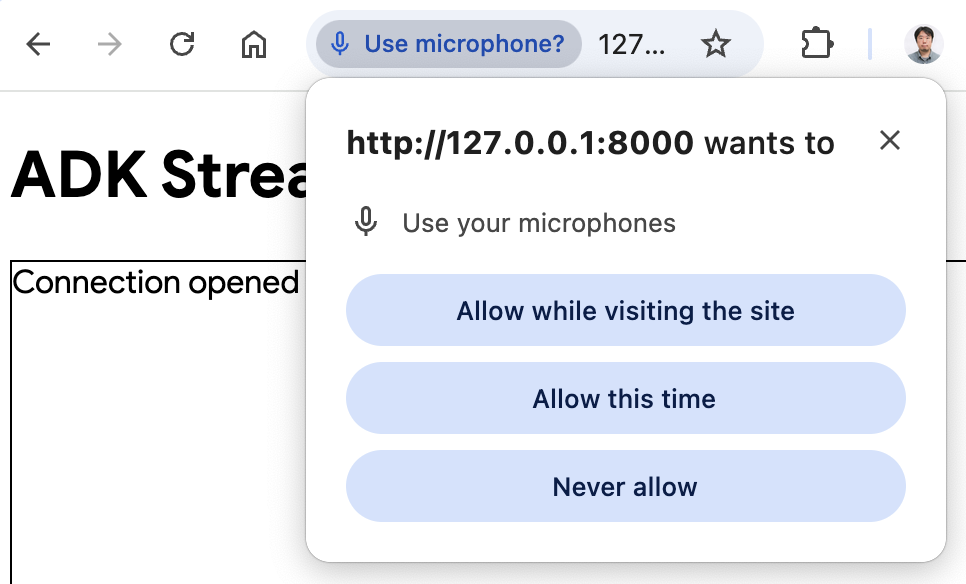 Use microphone? 127...
http://127.0.0.1:8000 wants to
Use your microphones
Allow while visiting the site
Allow this time
Never allow
ADK Strea
Connection opened